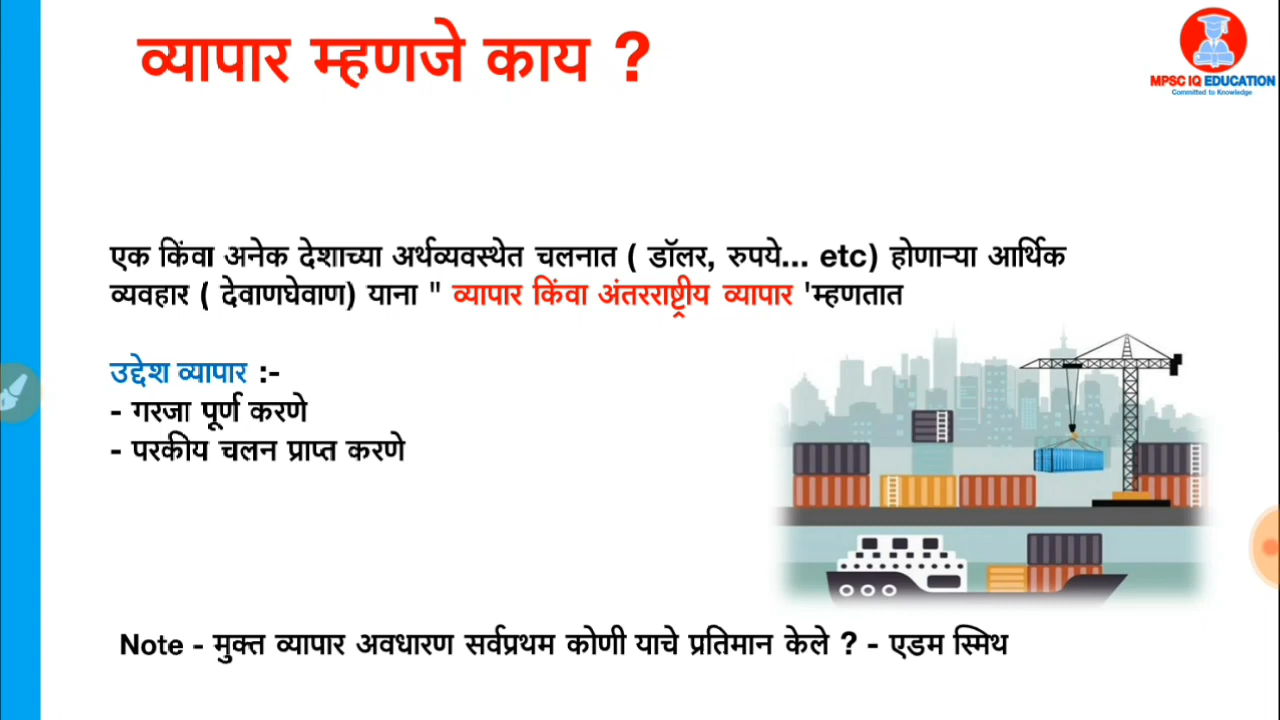 व्यापार म्हणजे काय ?
MPSC IQ EDUCATION
Committed to Knowledge
एक किंवा अनेक देशाच्या अर्थव्यवस्थेत चलनात ( डॉलर, रुपये... etc) होणाऱ्या आर्थिक
व्यवहार ( देवाणघेवाण) याना " व्यापार किंवा अंतरराष्ट्रीय व्यापार 'म्हणतात
उद्देश व्यापार :-
- गरजा पूर्ण करणे
- परकीय चलन प्राप्त करणे
Note - मुक्त व्यापार अवधारण सर्वप्रथम कोणी याचे प्रतिमान केले ? - एडम स्मिथ